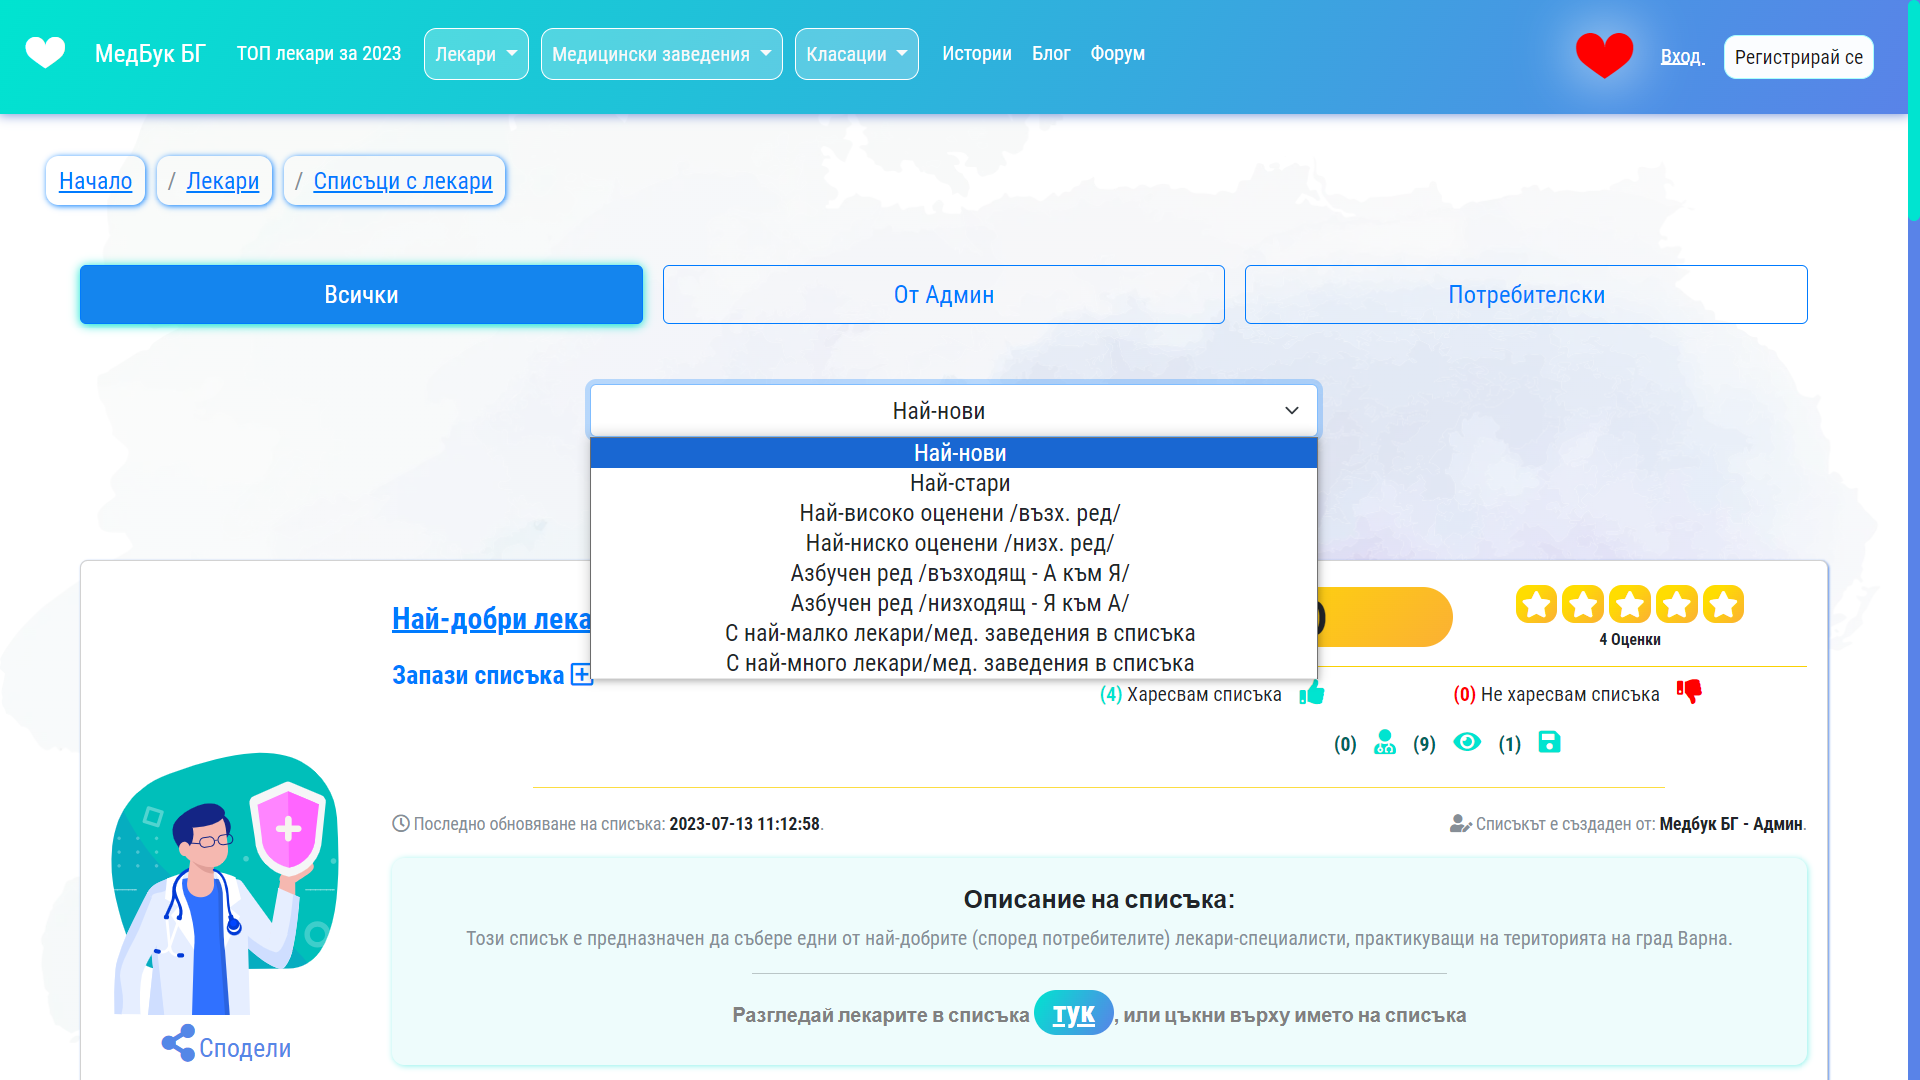 МедБук БГ ТОП лекари за 2023 Лекари Медицински заведения Класации Истории Блог Форум Вход Регистрирай се
Начало / Лекари / Списъци с лекари
Всички От Админ Потребителски
Най-нови
Най-нови
Най-стари
Най-високо оценени /възх. ред/
Най-ниско оценени /низх. ред/
Азбучен ред /възходящ - А към Я/
Азбучен ред /низходящ - Я към А/
С най-малко лекари/мед. заведения в списъка
С най-много лекари/мед. заведения в списъка
Най-добри
4 Оценки
Запази списъка
(4) Харесвам списъка (0) Не харесвам списъка
(0) (9) (1)
Последно обновяване на списъка: 2023-07-13 11:12:58. Списъкът е създаден от: Медбук БГ - Админ.
Описание на списъка:
Този списък е предназначен да събере едни от най-добрите (според потребителите) лекари-специалисти, практикуващи на територията на град Варна.
Разгледай лекарите в списъка тук, или цъкни върху името на списъка
Сподели